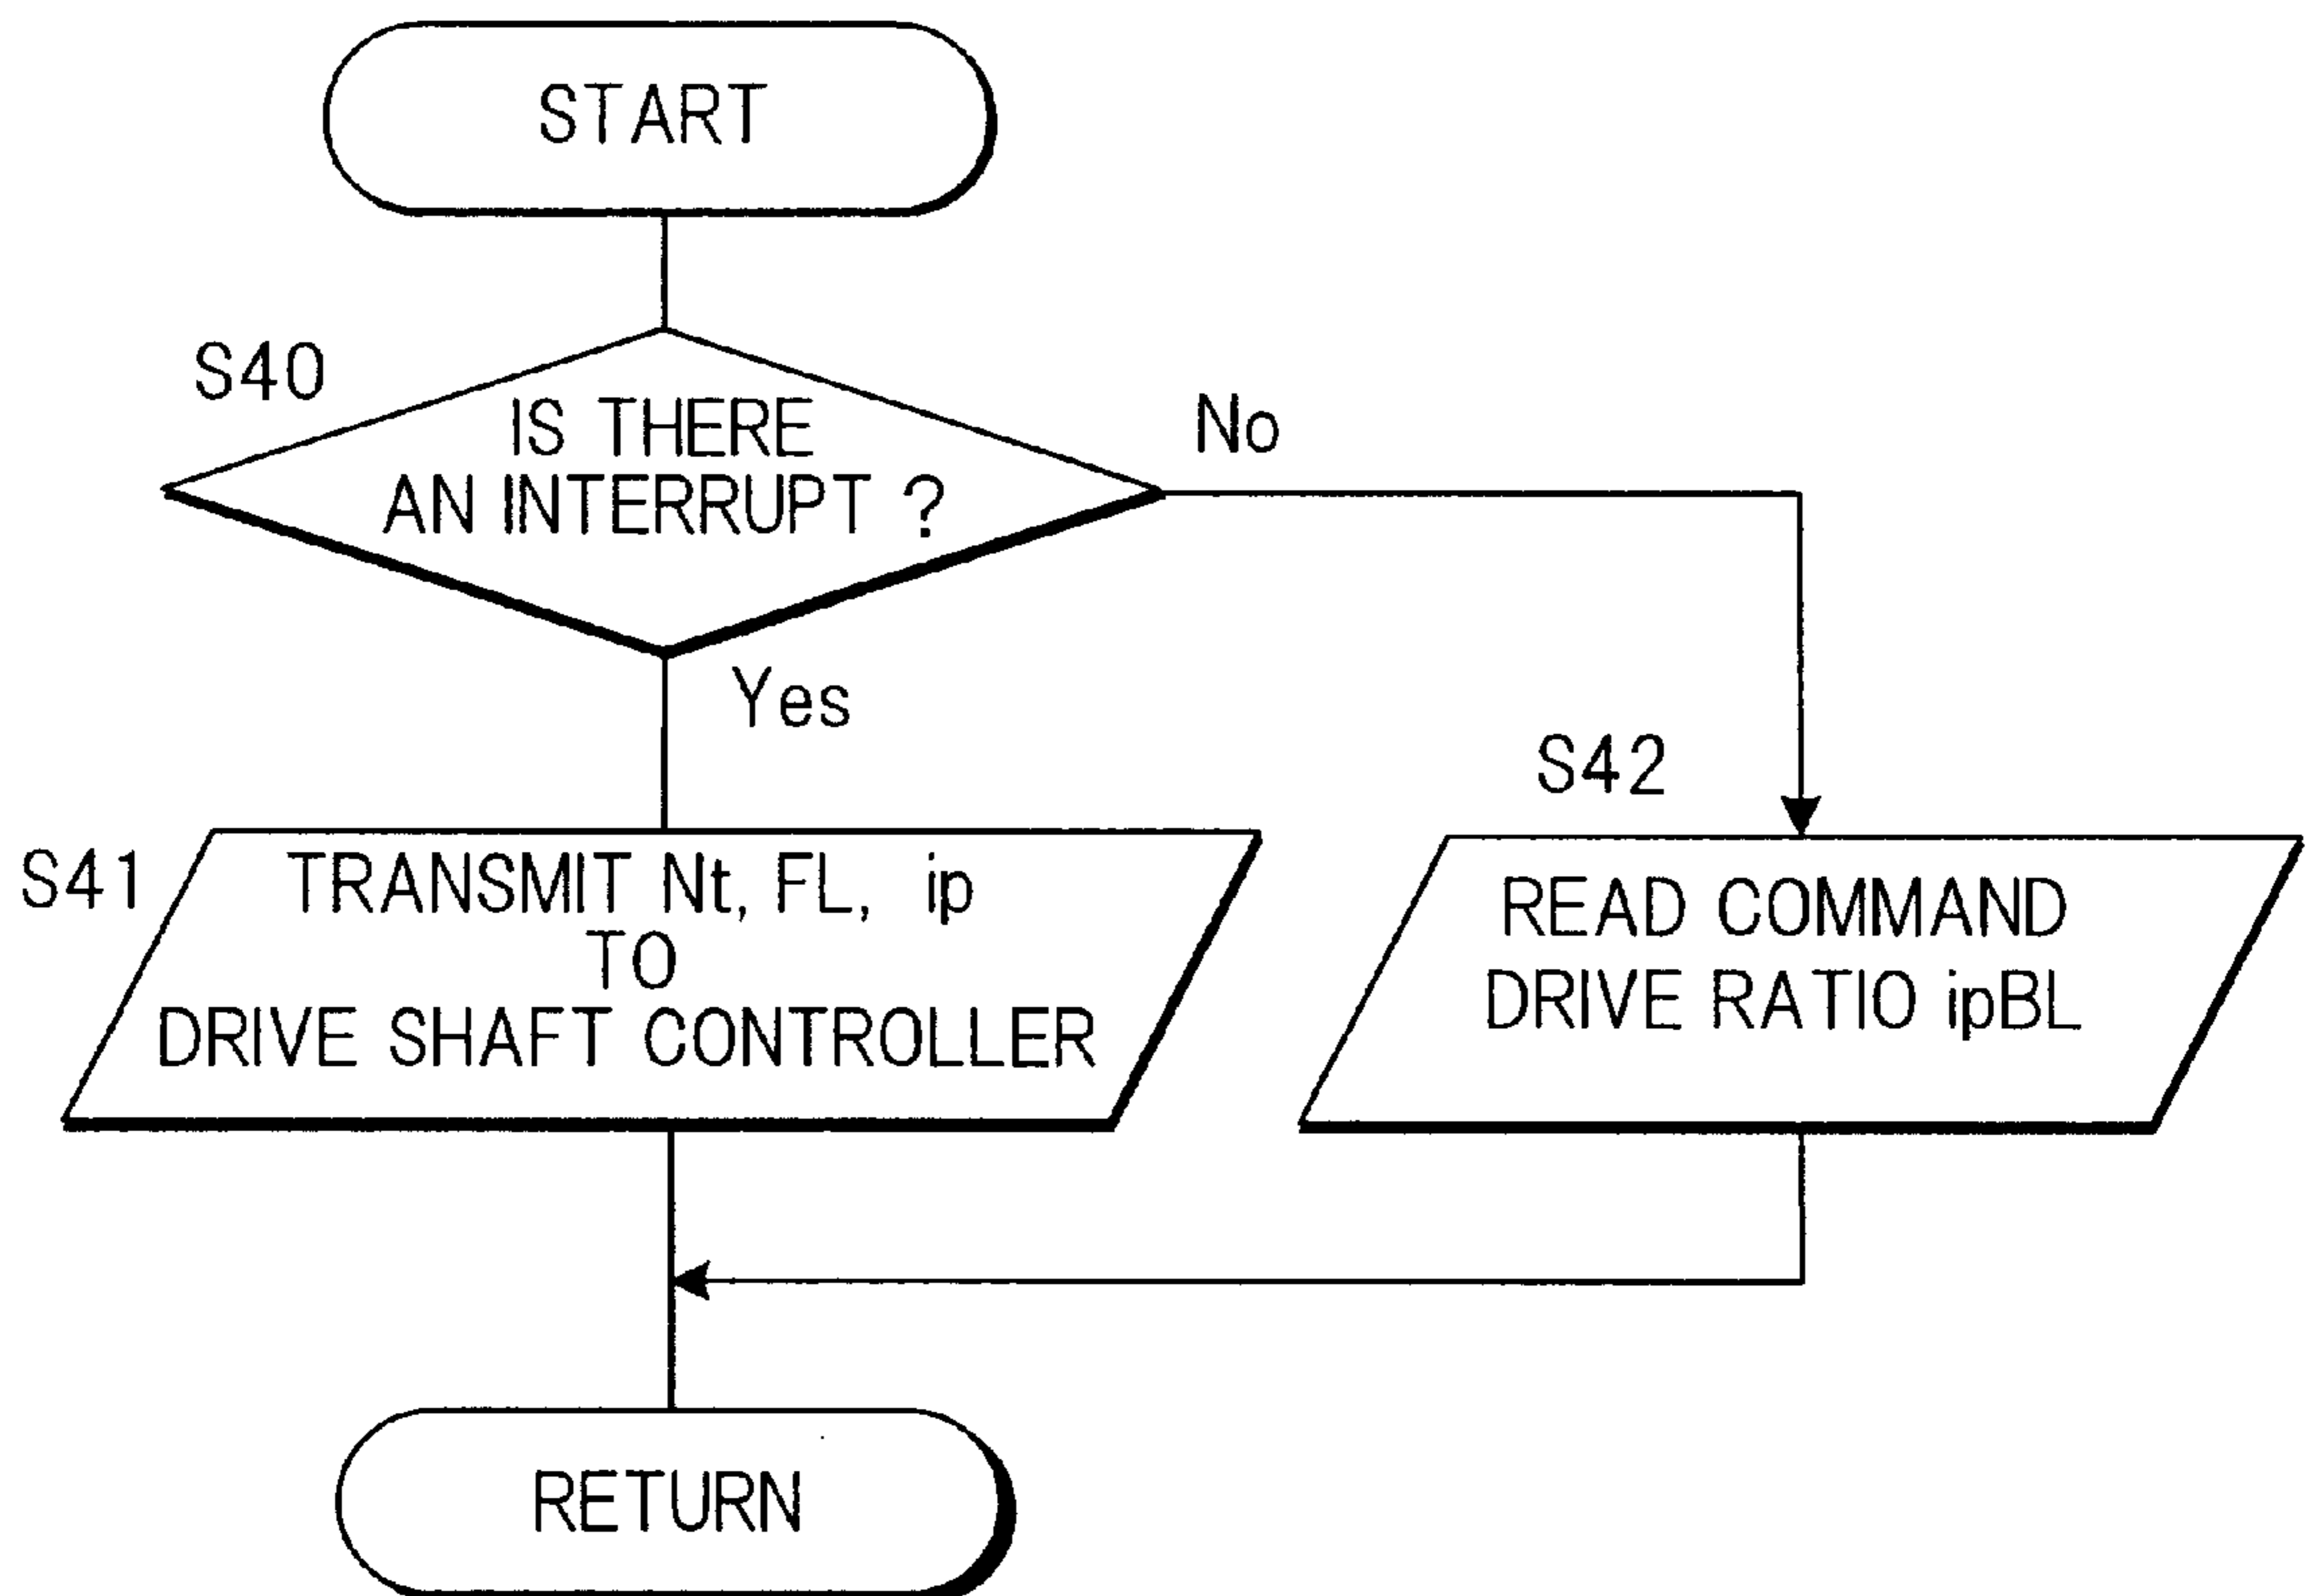 START
S40
IS THERE
AN INTERRUPT ?
No
Yes
S41
TRANSMIT Nt, FL, ip
TO
DRIVE SHAFT CONTROLLER
S42
READ COMMAND
DRIVE RATIO ipBL
RETURN